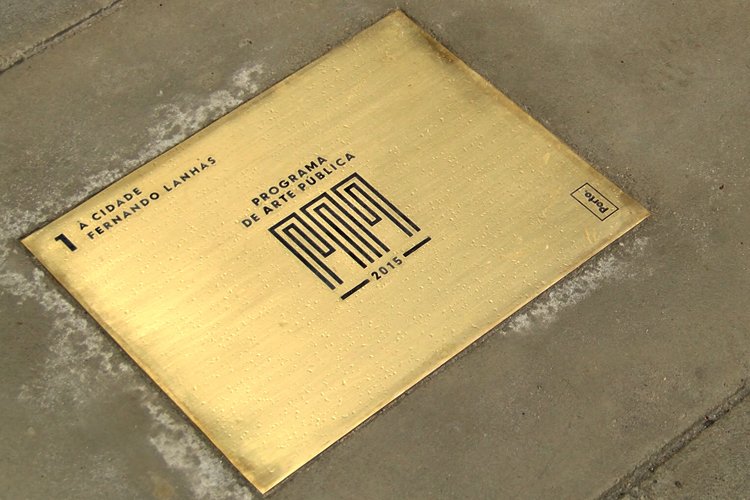 1
À CIDADE
FERNANDO LANHAS
PROGRAMA
DE ARTE PÚBLICA
2015
Porto.